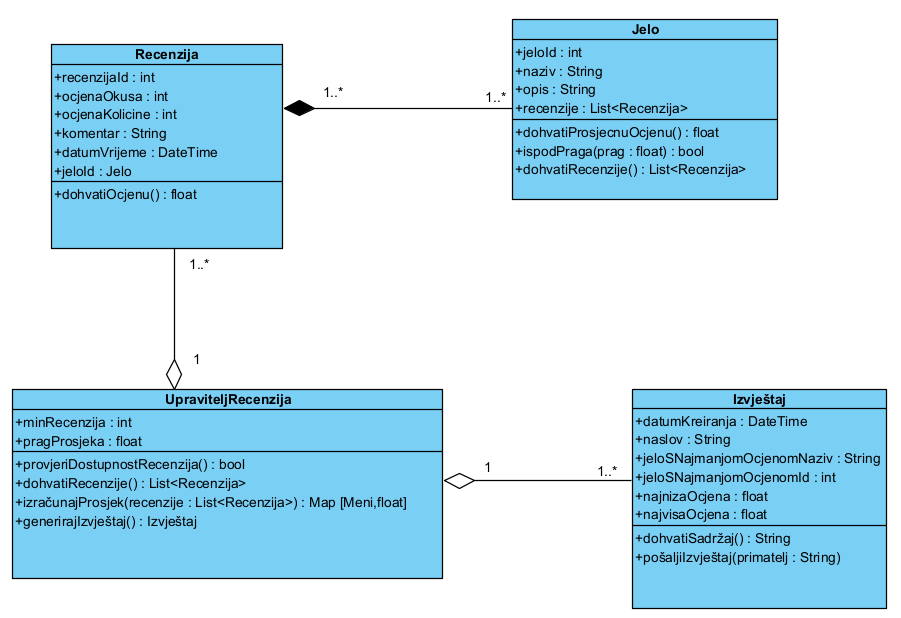 Recenzija
+recenzijaId : int
+ocjenaOkusa : int
+ocjenaKolicine : int
+komentar : String
+datumVrijeme : DateTime
+jeloId : Jelo
+dohvatiOcjenu() : float
1..*
1..*
Jelo
+jeloId : int
+naziv : String
+opis : String
+recenzije : List<Recenzija>
+dohvatiProsjecnuOcjenu() : float
+ispodPraga(prag : float) : bool
+dohvatiRecenzije() : List<Recenzija>
1..*
1
UpraviteljRecenzija
+minRecenzija : int
+pragProsjeka : float
+provjeriDostupnostRecenzija() : bool
+dohvatiRecenzije() : List<Recenzija>
+izračunajProsjek(recenzije : List<Recenzija>) : Map [Meni,float]
+generirajIzvještaj() : Izvještaj
1
1..*
Izvještaj
+datumKreiranja : DateTime
+naslov : String
+jeloSNajmanjomOcjenomNaziv : String
+jeloSNajmanjomOcjenomId : int
+najnizaOcjena : float
+najvisaOcjena : float
+dohvatiSadržaj() : String
+pošaljiIzvještaj(primatelj : String)